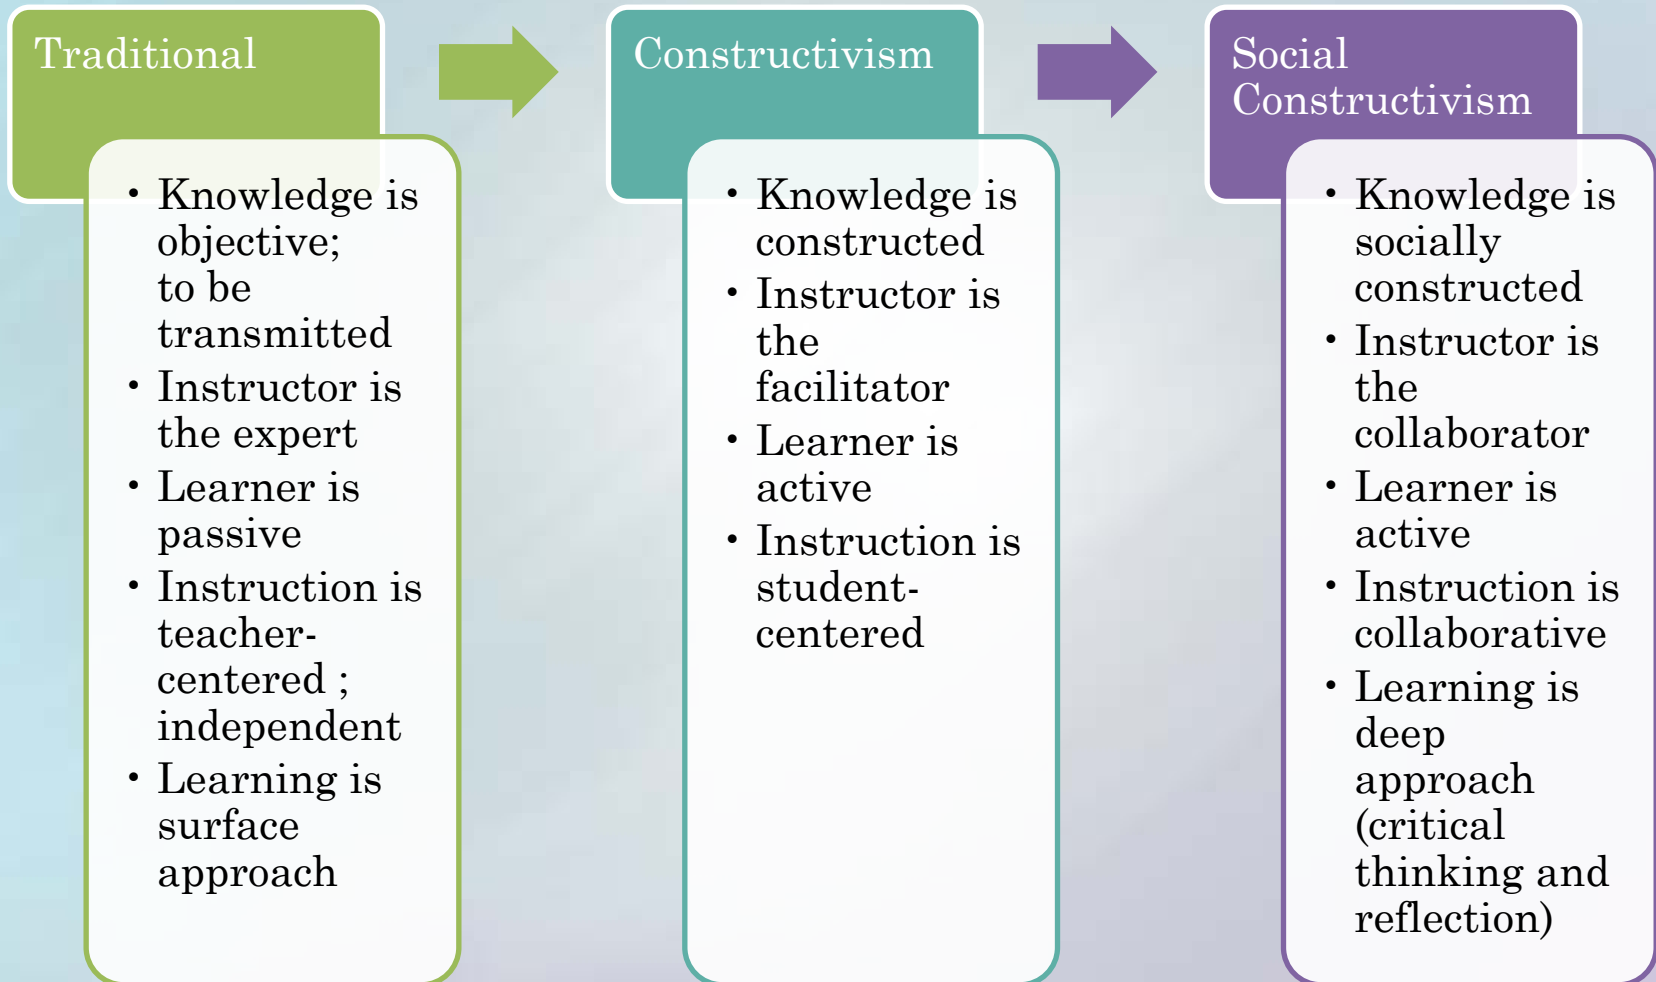 Traditional
• Knowledge is
objective;
to be
transmitted
• Instructor is
the expert
• Learner is
passive
• Instruction is
teacher-
centered ;
independent
• Learning is
surface
approach
Constructivism
• Knowledge is
constructed
• Instructor is
the
facilitator
• Learner is
active
• Instruction is
student-
centered
Social
Constructivism
• Knowledge is
socially
constructed
• Instructor is
the
collaborator
• Learner is
active
• Instruction is
collaborative
• Learning is
deep
approach
(critical
thinking and
reflection)